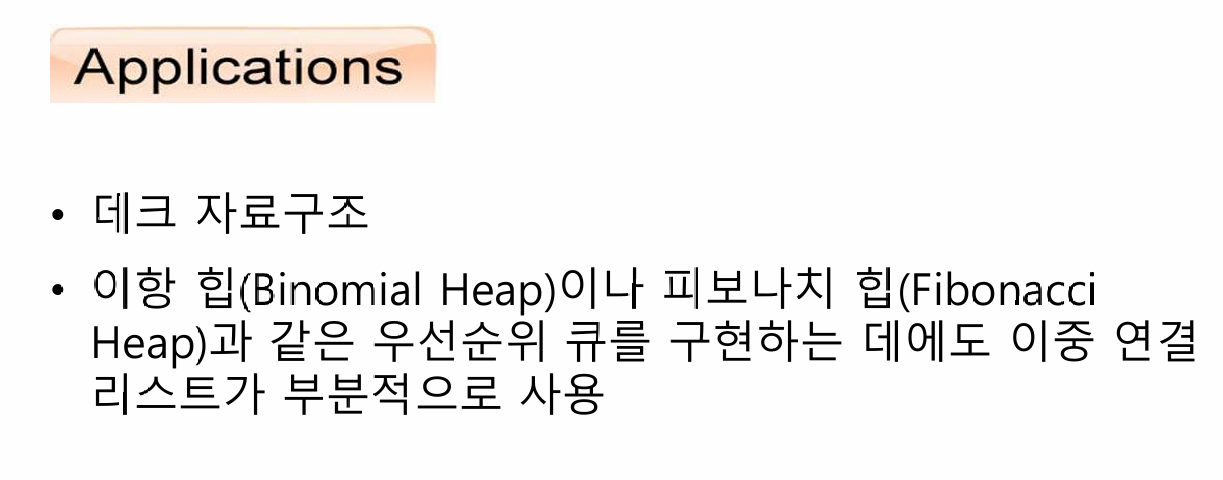 Applications
• 데크 자료구조
• 이항 힙(Binomial Heap)이나 피보나치 힙(Fibonacci
Heap)과 같은 우선순위 큐를 구현하는 데에도 이중 연결
리스트가 부분적으로 사용